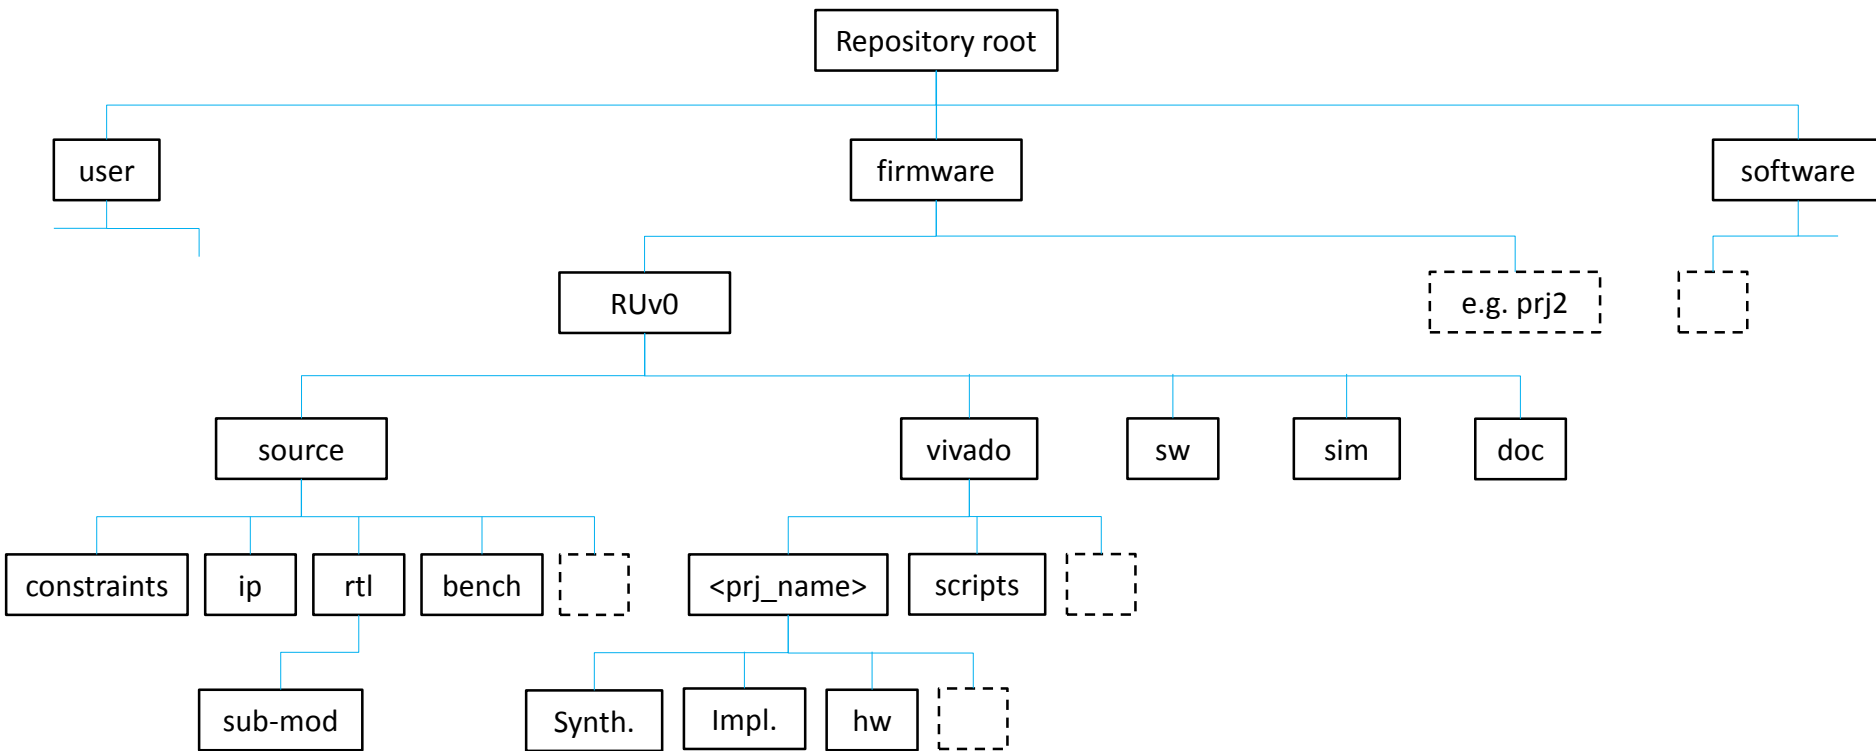 Repository root
user
firmware
software
RUv0
e.g. prj2
source
vivado
sw
sim
doc
constraints
ip
rtl
bench
<prj_name>
scripts
sub-mod
Synth.
Impl.
hw